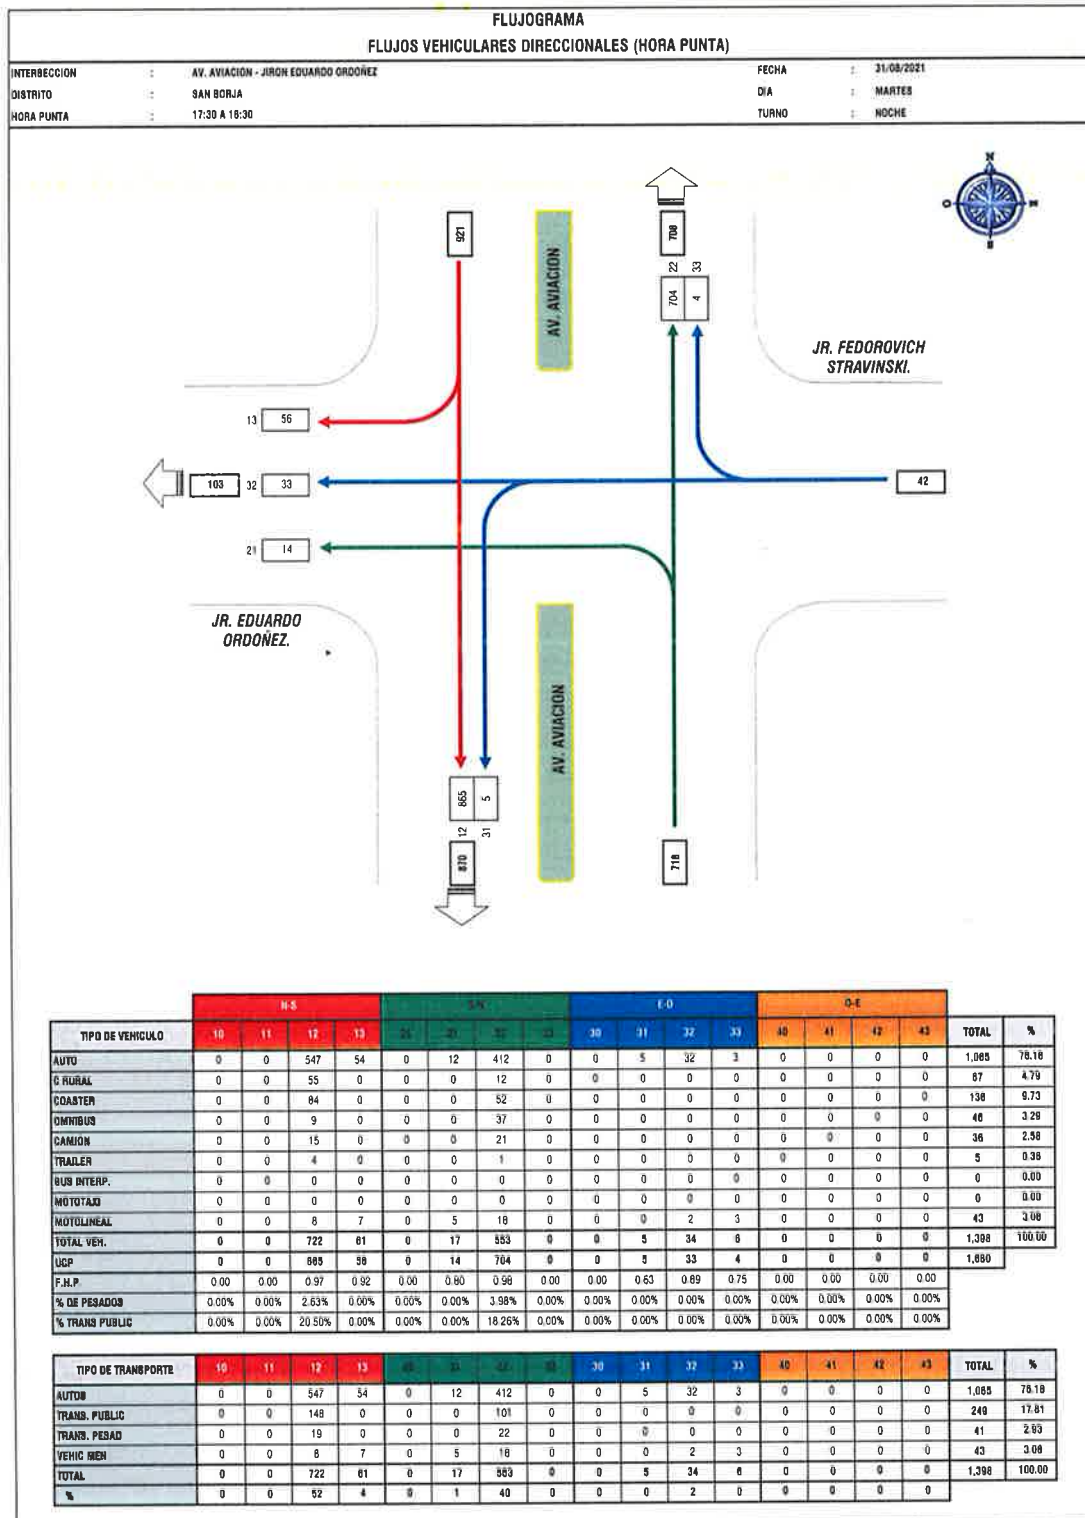 FLUJOGRAMA
FLUJOS VEHICULARES DIRECCIONALES (HORA PUNTA)
INTERSECCION : AV. AVIACION - JIRON EDUARDO ORDOÑEZ FECHA : 31/08/2021
DISTRITO : SAN BORJA DIA : MARTES
HORA PUNTA : 17:30 A 18:30 TURNO : NOCHE
N
O
S
921
AV. AVIACION
708
22 33
704 4
JR. FEDOROVICH
STRAVINSKI.
13 56
103 32 33
42
21 14
JR. EDUARDO
ORDOÑEZ.
AV. AVIACION
865 5
12 31
870
718
N-S S-N E-O O-E
TIPO DE VEHICULO 10 11 12 13 20 21 22 23 30 31 32 33 40 41 42 43 TOTAL %
AUTO 0 0 547 54 0 12 412 0 0 5 32 3 0 0 0 0 1,065 76.18
C RURAL 0 0 55 0 0 0 12 0 0 0 0 0 0 0 0 0 67 4.79
COASTER 0 0 84 0 0 0 52 0 0 0 0 0 0 0 0 0 136 9.73
OMNIBUS 0 0 9 0 0 0 37 0 0 0 0 0 0 0 0 0 46 3.29
CAMION 0 0 15 0 0 0 21 0 0 0 0 0 0 0 0 0 36 2.58
TRAILER 0 0 4 0 0 0 1 0 0 0 0 0 0 0 0 0 5 0.36
BUS INTERP. 0 0 0 0 0 0 0 0 0 0 0 0 0 0 0 0 0 0.00
MOTOTAXI 0 0 0 0 0 0 0 0 0 0 0 0 0 0 0 0 0 0.00
MOTOLINEAL 0 0 8 7 0 5 18 0 0 0 2 3 0 0 0 0 43 3.08
TOTAL VEH. 0 0 722 61 0 17 553 0 0 5 34 6 0 0 0 0 1,398 100.00
UCP 0 0 865 56 0 14 704 0 0 5 33 4 0 0 0 0 1,680
F.H.P 0.00 0.00 0.97 0.92 0.00 0.80 0.98 0.00 0.00 0.63 0.69 0.75 0.00 0.00 0.00 0.00
% DE PESADOS 0.00% 0.00% 2.63% 0.00% 0.00% 0.00% 3.98% 0.00% 0.00% 0.00% 0.00% 0.00% 0.00% 0.00% 0.00% 0.00%
% TRANS PUBLIC 0.00% 0.00% 20.50% 0.00% 0.00% 0.00% 18.26% 0.00% 0.00% 0.00% 0.00% 0.00% 0.00% 0.00% 0.00% 0.00%
TIPO DE TRANSPORTE 10 11 12 13 20 21 22 23 30 31 32 33 40 41 42 43 TOTAL %
AUTOS 0 0 547 54 0 12 412 0 0 5 32 3 0 0 0 0 1,065 76.18
TRANS. PUBLIC 0 0 148 0 0 0 101 0 0 0 0 0 0 0 0 0 249 17.81
TRANS. PESAD 0 0 19 0 0 0 22 0 0 0 0 0 0 0 0 0 41 2.93
VEHIC MEN 0 0 8 7 0 5 18 0 0 0 2 3 0 0 0 0 43 3.08
TOTAL 0 0 722 61 0 17 553 0 0 5 34 6 0 0 0 0 1,398 100.00
% 0 0 52 4 0 1 40 0 0 0 2 0 0 0 0 0